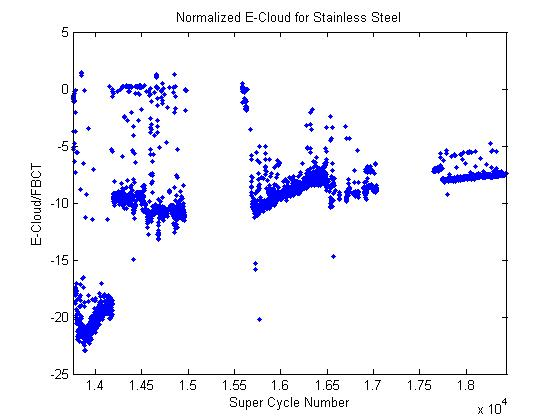 Normalized E-Cloud for Stainless Steel
5
0
-5
-10
-15
-20
-25
E-Cloud/FBCT
1.4 1.45 1.5 1.55 1.6 1.65 1.7 1.75 1.8
Super Cycle Number
x 10^4